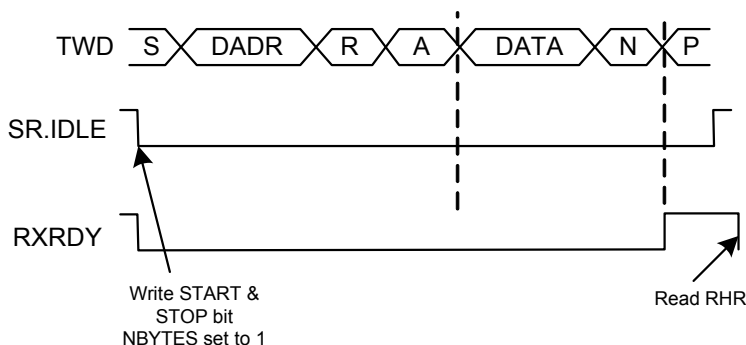 TWD S DADR R A DATA N P
SR.IDLE
RXRDY
Write START &
STOP bit
NBYTES set to 1
Read RHR